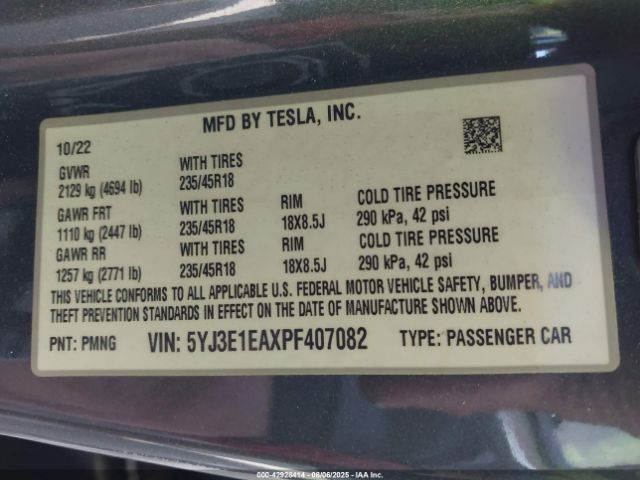 MFD BY TESLA, INC.
10/22
GVWR WITH TIRES
2129 kg (4694 lb) 235/45R18
GAWR FRT WITH TIRES RIM COLD TIRE PRESSURE
1110 kg (2447 lb) 235/45R18 18X8.5J 290 kPa, 42 psi
GAWR RR WITH TIRES RIM COLD TIRE PRESSURE
1257 kg (2771 lb) 235/45R18 18X8.5J 290 kPa, 42 psi
THIS VEHICLE CONFORMS TO ALL APPLICABLE U.S. FEDERAL MOTOR VEHICLE SAFETY, BUMPER, AND
THEFT PREVENTION STANDARDS IN EFFECT ON THE DATE OF MANUFACTURE SHOWN ABOVE.
PNT: PMNG VIN: 5YJ3E1EAXPF407082 TYPE: PASSENGER CAR
000-42928414 - 08/06/2025 - IAA Inc.